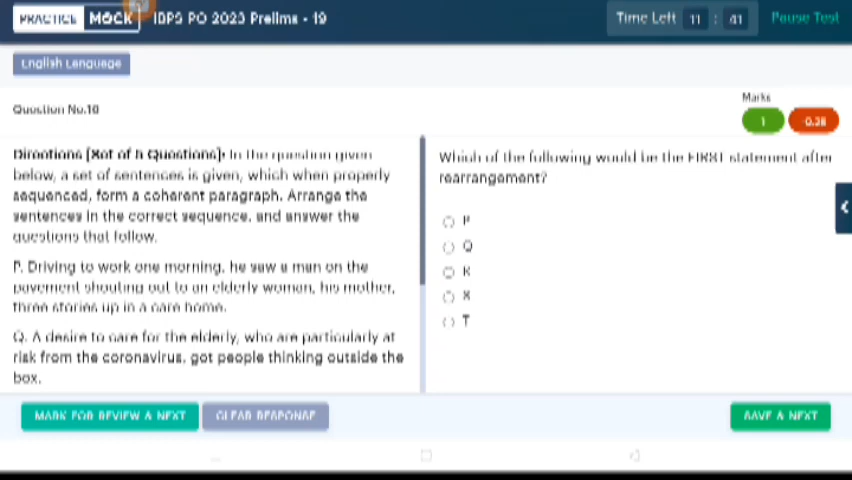 PRACTICE MOCK IBPS PO 2023 Prelims - 19 Time Left 11 : 41 Pause Test
English Language
Question No.10
Marks
1 -0.25
Directions [Set of 5 Questions]: In the question given
below, a set of sentences is given, which when properly
sequenced, form a coherent paragraph. Arrange the
sentences in the correct sequence, and answer the
questions that follow.
P. Driving to work one morning, he saw a man on the
pavement shouting out to an elderly woman, his mother,
three stories up in a care home.
Q. A desire to care for the elderly, who are particularly at
risk from the coronavirus, got people thinking outside the
box.
Which of the following would be the FIRST statement after
rearrangement?
P
Q
R
S
T
MARK FOR REVIEW & NEXT CLEAR RESPONSE SAVE & NEXT